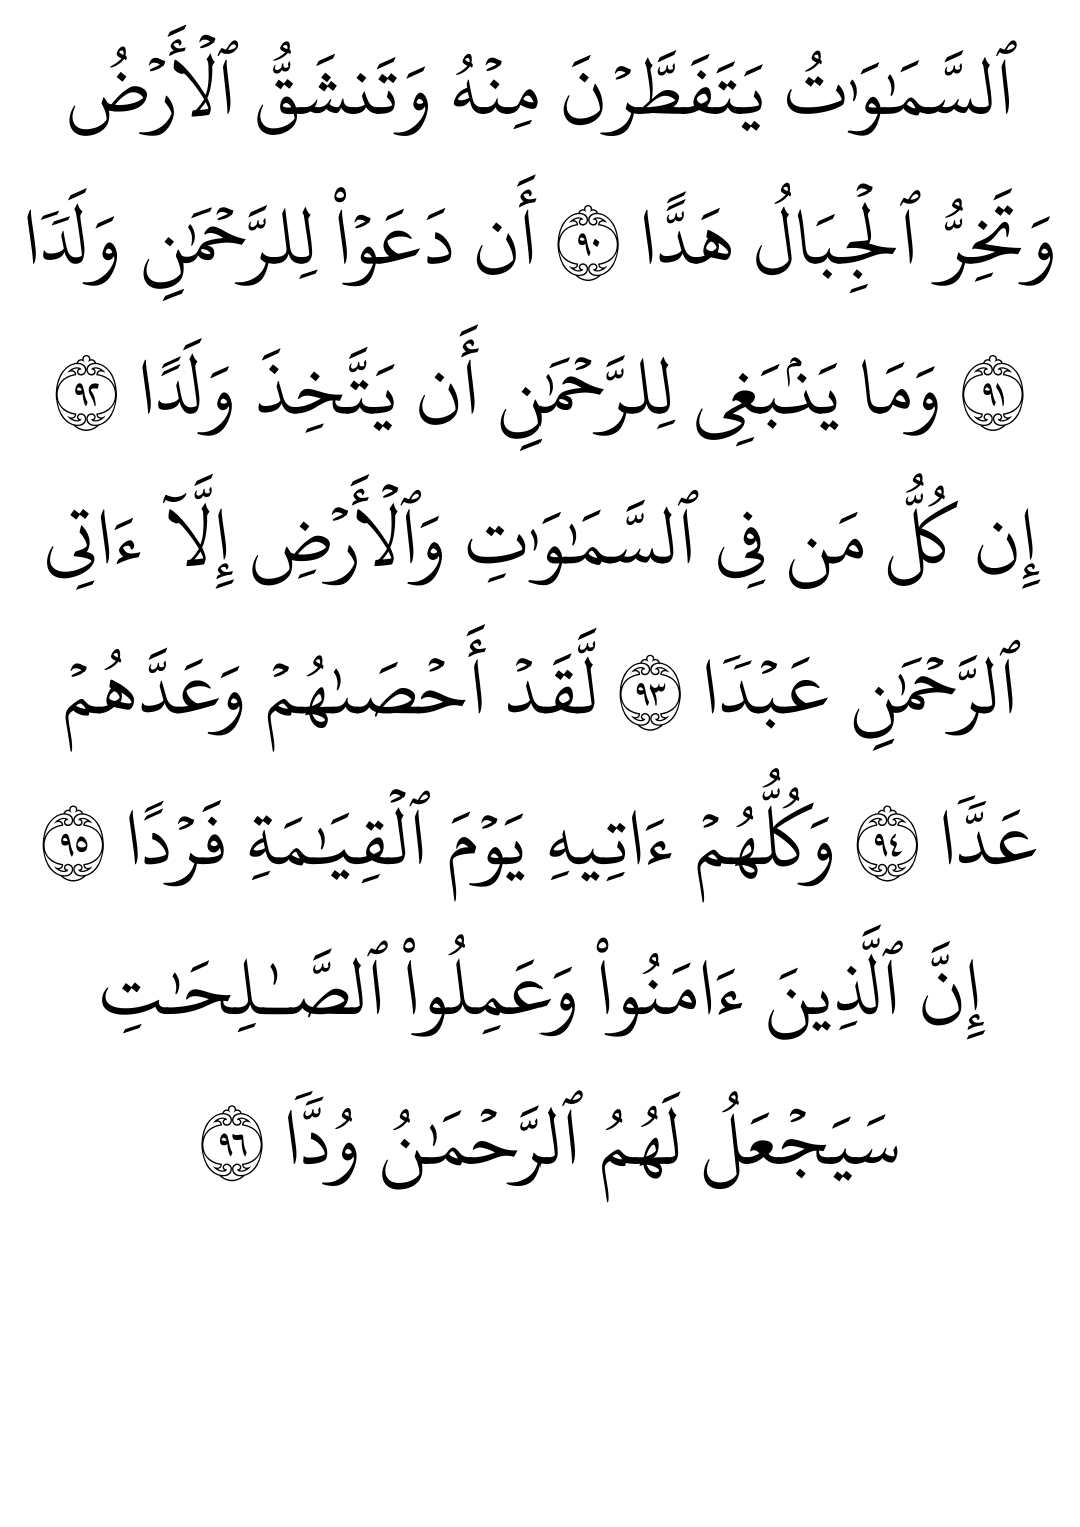 ٱلسَّمَـٰوَٰتُ يَتَفَطَّرْنَ مِنْهُ وَتَنشَقُّ ٱلْأَرْضُ
وَتَخِرُّ ٱلْجِبَالُ هَدًّا ۝٩٠ أَن دَعَوْا۟ لِلرَّحْمَـٰنِ وَلَدًا
۝٩١ وَمَا يَنۢبَغِى لِلرَّحْمَـٰنِ أَن يَتَّخِذَ وَلَدًا ۝٩٢
إِن كُلُّ مَن فِى ٱلسَّمَـٰوَٰتِ وَٱلْأَرْضِ إِلَّآ ءَاتِى
ٱلرَّحْمَـٰنِ عَبْدًا ۝٩٣ لَّقَدْ أَحْصَىٰهُمْ وَعَدَّهُمْ
عَدًّا ۝٩٤ وَكُلُّهُمْ ءَاتِيهِ يَوْمَ ٱلْقِيَـٰمَةِ فَرْدًا ۝٩٥
إِنَّ ٱلَّذِينَ ءَامَنُوا۟ وَعَمِلُوا۟ ٱلصَّـٰلِحَـٰتِ
سَيَجْعَلُ لَهُمُ ٱلرَّحْمَـٰنُ وُدًّا ۝٩٦